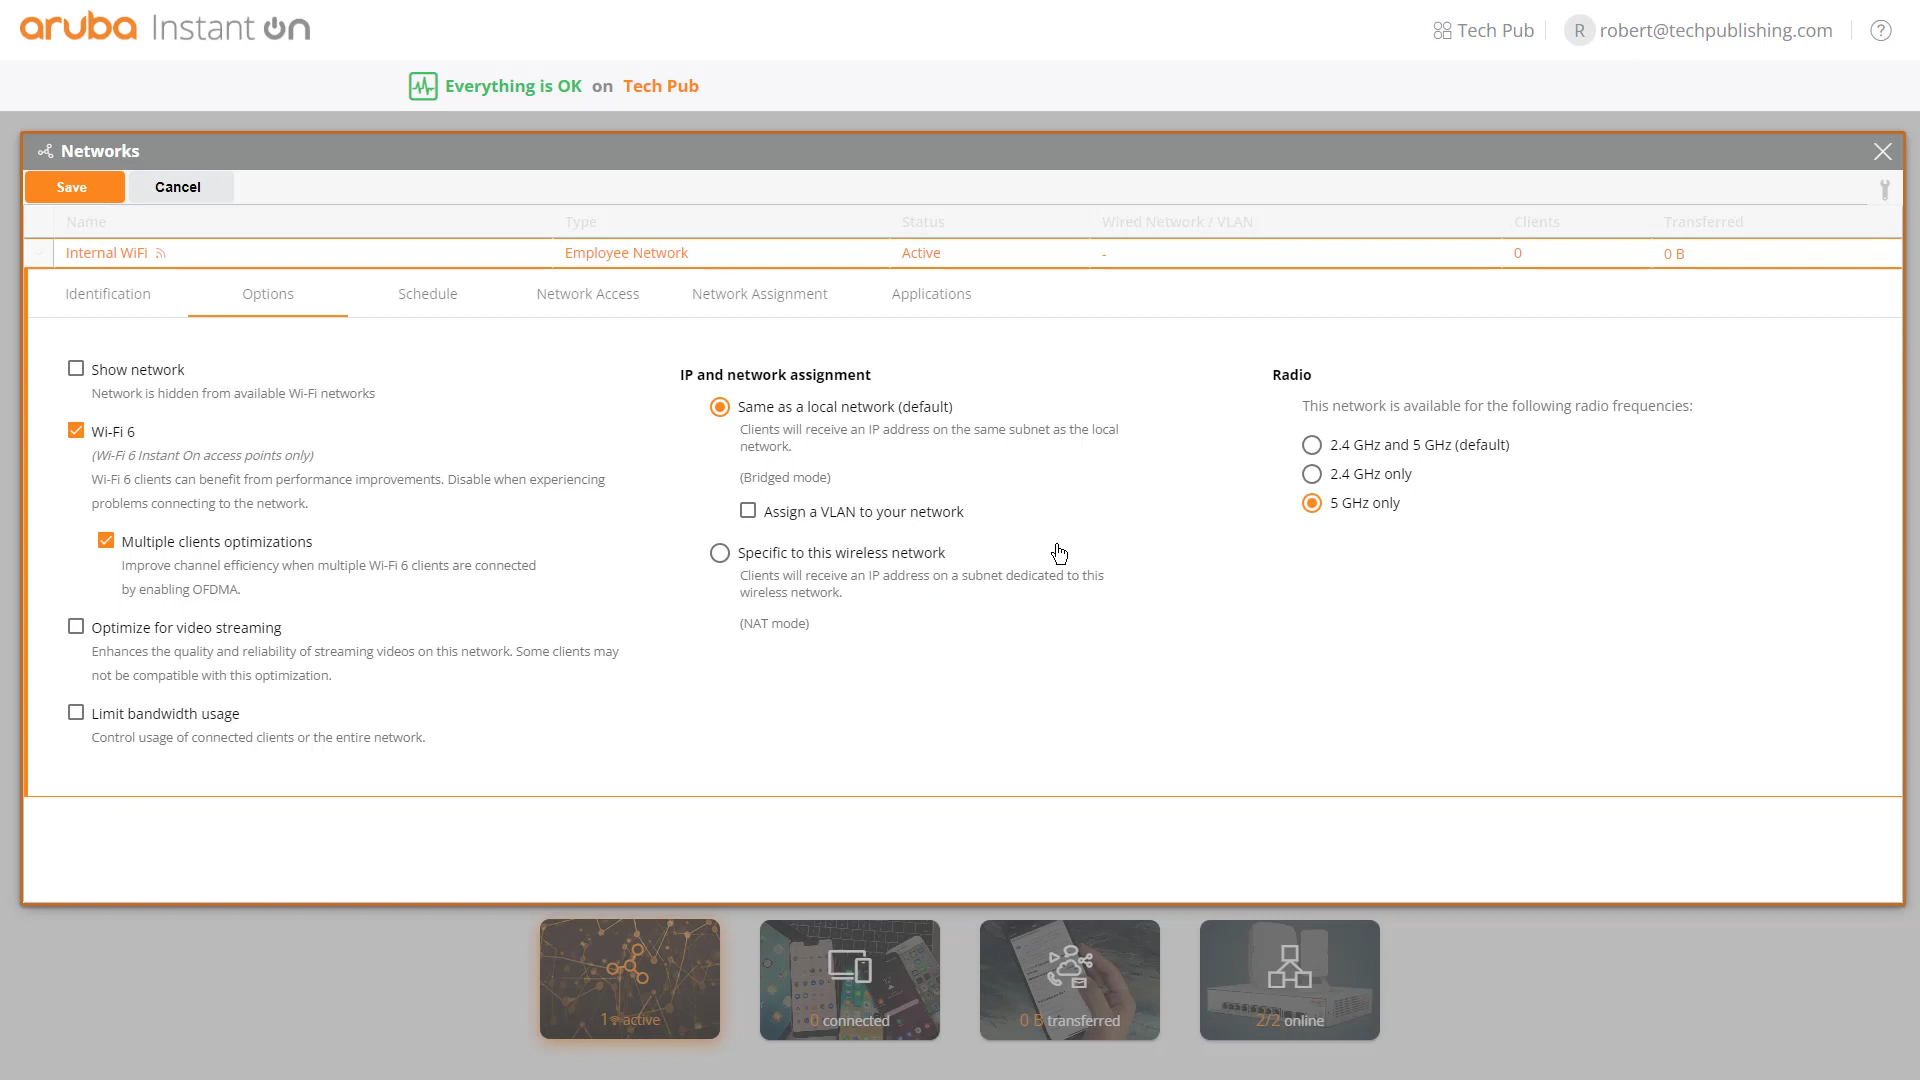 aruba Instant On
Tech Pub
R robert@techpublishing.com
?
Everything is OK on Tech Pub
Networks
Save Cancel
Name Type Status Wired Network / VLAN Clients Transferred
Internal WiFi Employee Network Active - 0 0 B
Identification Options Schedule Network Access Network Assignment Applications
Show network
Network is hidden from available Wi-Fi networks
Wi-Fi 6
(Wi-Fi 6 Instant On access points only)
Wi-Fi 6 clients can benefit from performance improvements. Disable when experiencing
problems connecting to the network.
Multiple clients optimizations
Improve channel efficiency when multiple Wi-Fi 6 clients are connected
by enabling OFDMA.
Optimize for video streaming
Enhances the quality and reliability of streaming videos on this network. Some clients may
not be compatible with this optimization.
Limit bandwidth usage
Control usage of connected clients or the entire network.
IP and network assignment
Same as a local network (default)
Clients will receive an IP address on the same subnet as the local
network.
(Bridged mode)
Assign a VLAN to your network
Specific to this wireless network
Clients will receive an IP address on a subnet dedicated to this
wireless network.
(NAT mode)
Radio
This network is available for the following radio frequencies:
2.4 GHz and 5 GHz (default)
2.4 GHz only
5 GHz only
1 active
0 connected
0 B transferred
2/2 online